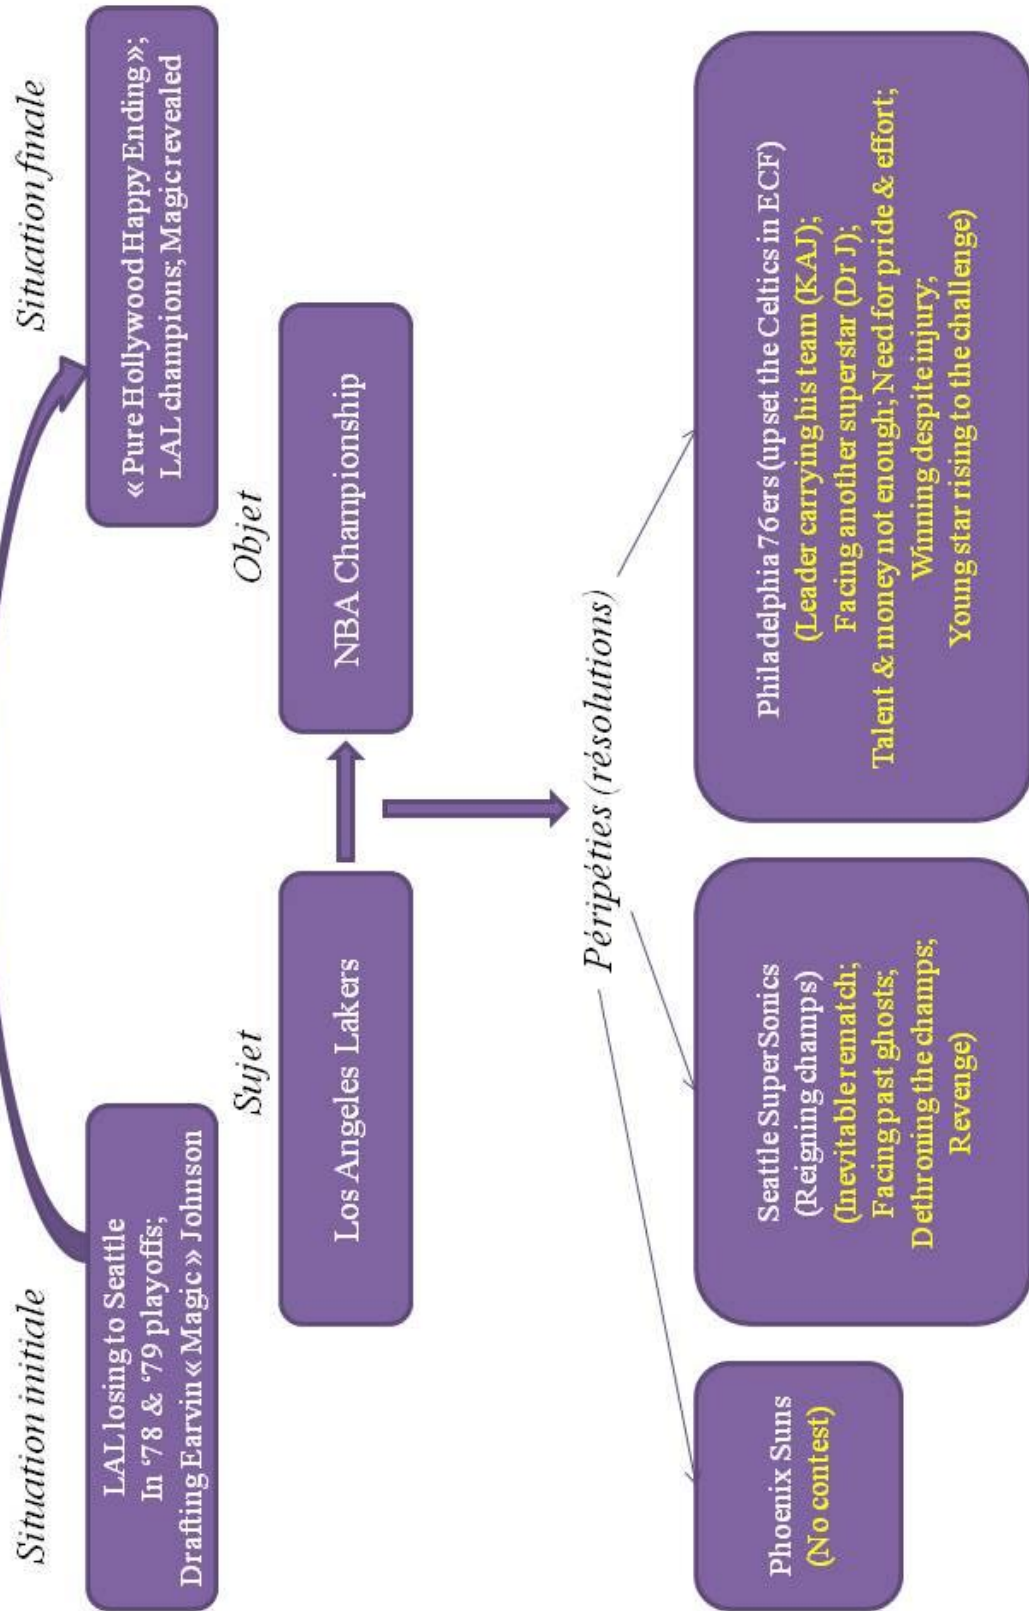 Situation initiale
Situation finale
LAL losing to Seattle
In ‘78 & ‘79 playoffs;
Drafting Earvin « Magic » Johnson
« Pure Hollywood Happy Ending »;
LAL champions; Magic revealed
Sujet
Objet
Los Angeles Lakers
NBA Championship
Péripéties (résolutions)
Phoenix Suns
(No contest)
Seattle SuperSonics
(Reigning champs)
(Inevitable rematch;
Facing past ghosts;
Dethroning the champs;
Revenge)
Philadelphia 76ers (upset the Celtics in ECF)
(Leader carrying his team (KAJ);
Facing another superstar (Dr J);
Talent & money not enough; Need for pride & effort;
Winning despite injury;
Young star rising to the challenge)